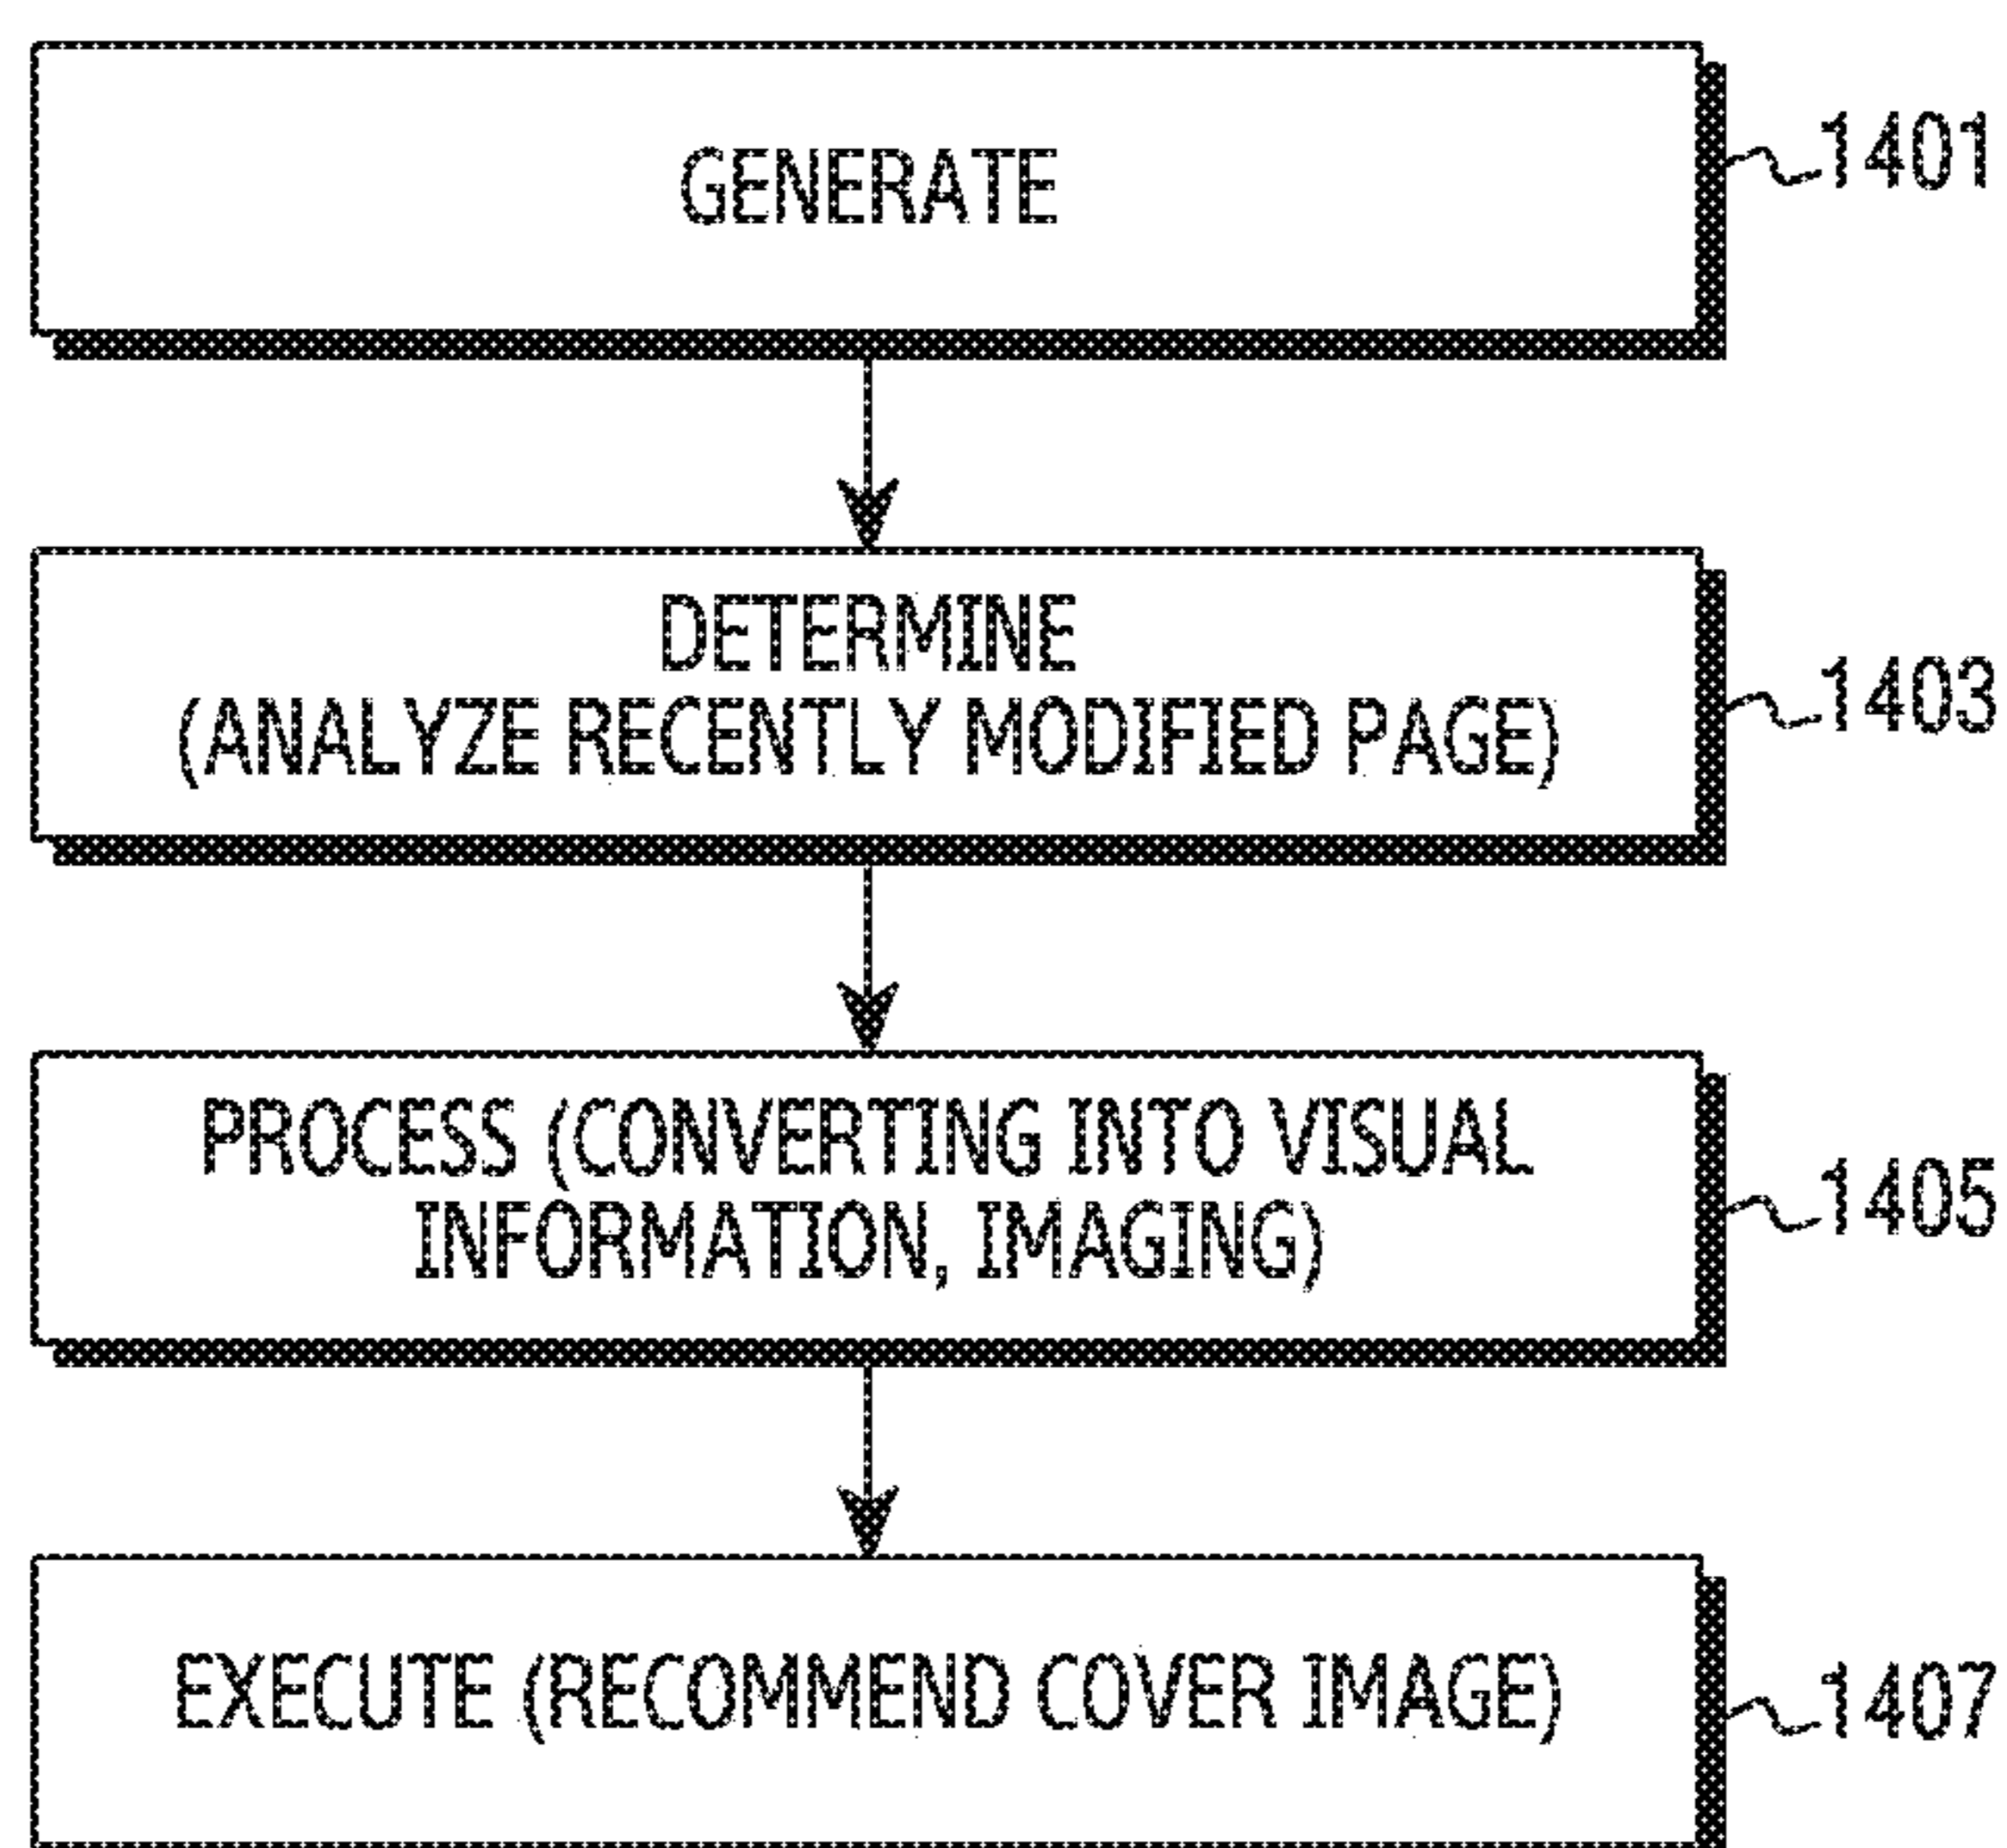 GENERATE
1401
DETERMINE
(ANALYZE RECENTLY MODIFIED PAGE)
1403
PROCESS (CONVERTING INTO VISUAL
INFORMATION, IMAGING)
1405
EXECUTE (RECOMMEND COVER IMAGE)
1407